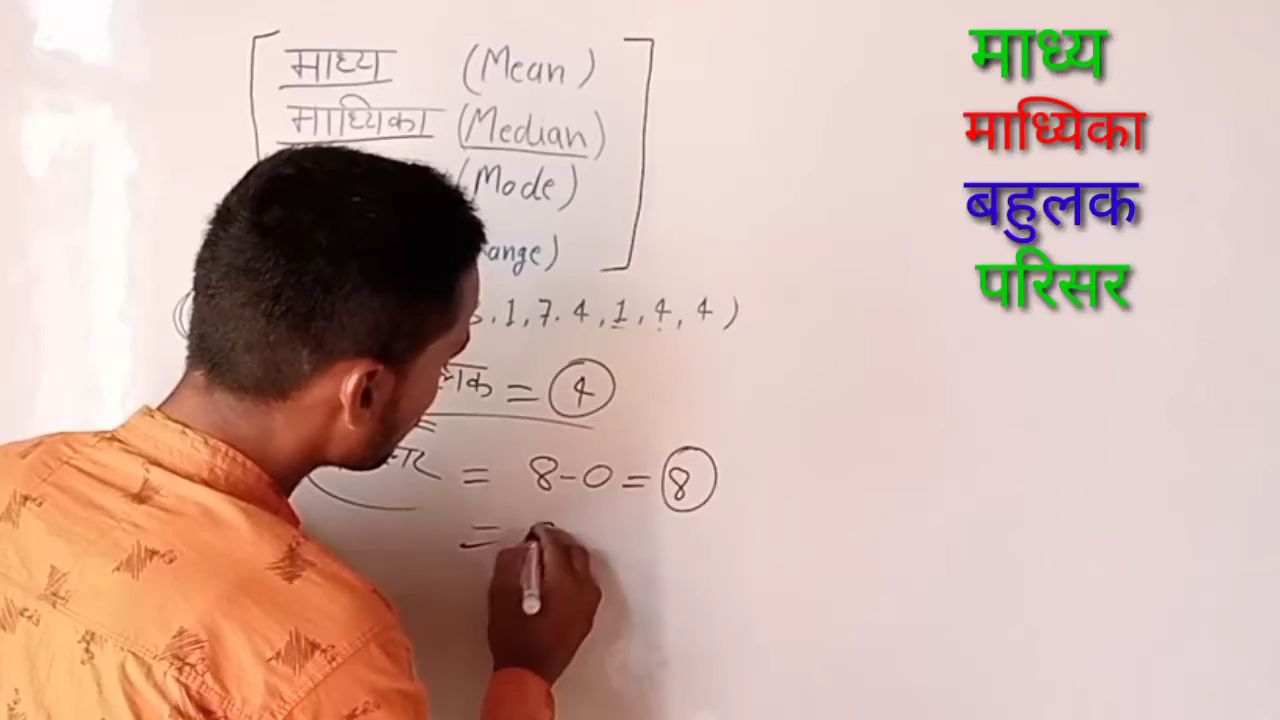 माध्य (Mean)
माध्यिका (Median)
(Mode)
ange)
.1,7.4,1,4,4)
= 4
= 8-0=8
=
माध्य
माध्यिका
बहुलक
परिसर